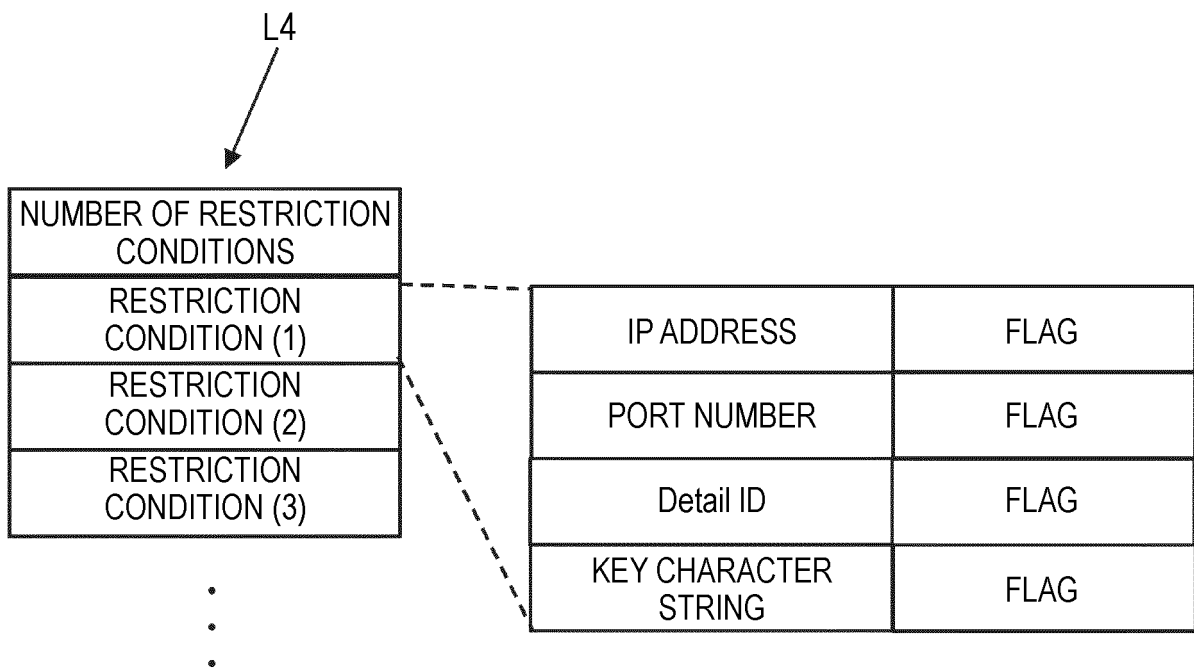 L4
NUMBER OF RESTRICTION
CONDITIONS
RESTRICTION
CONDITION (1)
RESTRICTION
CONDITION (2)
RESTRICTION
CONDITION (3)
IP ADDRESS
FLAG
PORT NUMBER
FLAG
Detail ID
FLAG
KEY CHARACTER
STRING
FLAG